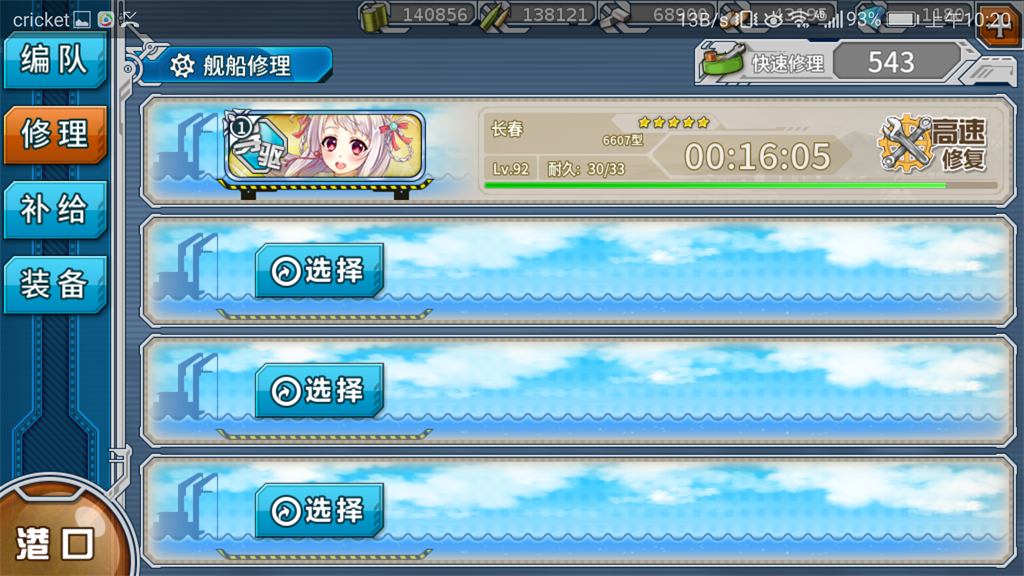 cricket 13B/s 4G 93% 上午10:20
140856 138121
编队
舰船修理
快速修理 543
修理
1 长春 6607型 00:16:05 高速修复
Lv.92 耐久: 30/33
补给
选择
装备
选择
选择
港口